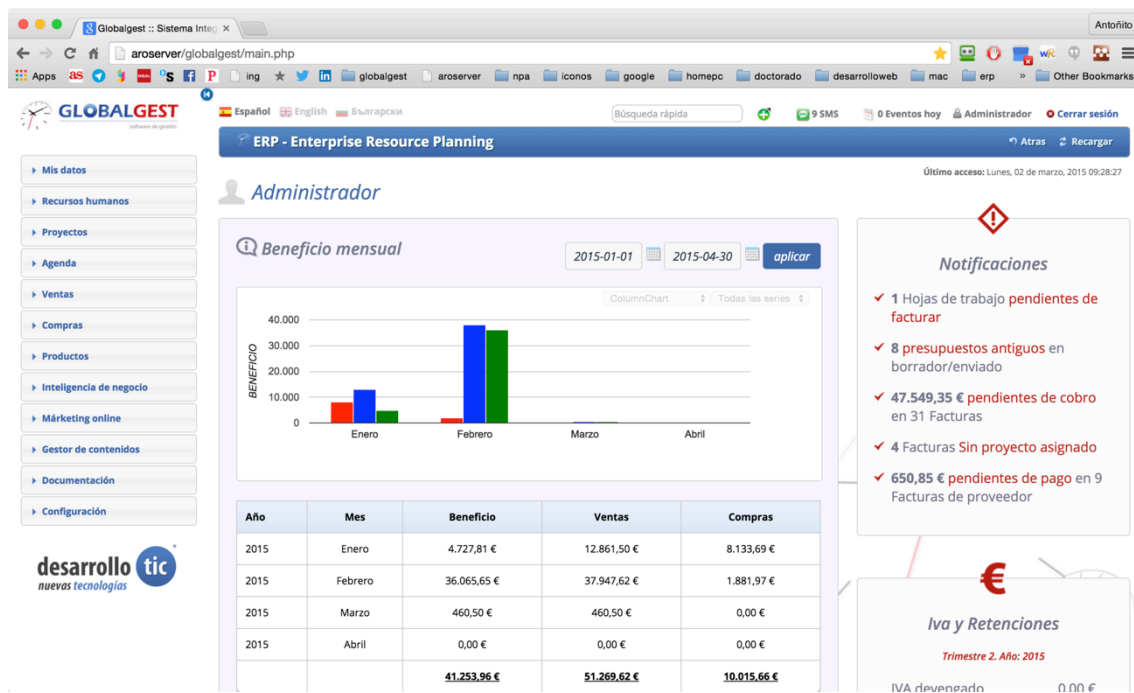 Globalgest :: Sistema Integ
Antoñito
aroserver/globalgest/main.php
wR
Apps
as
S
f
P
ing
in
globalgest
aroserver
npa
iconos
google
homepc
doctorado
desarrolloweb
mac
erp
»
Other Bookmarks
GLOBALGEST
software de gestión
Español English Български
Búsqueda rápida
9 SMS
0 Eventos hoy
Administrador
Cerrar sesión
ERP - Enterprise Resource Planning
Atras Recargar
Último acceso: Lunes, 02 de marzo, 2015 09:28:27
Mis datos
Recursos humanos
Proyectos
Agenda
Ventas
Compras
Productos
Inteligencia de negocio
Márketing online
Gestor de contenidos
Documentación
Configuración
desarrollo tic
nuevas tecnologías
Administrador
Beneficio mensual
2015-01-01
2015-04-30
aplicar
ColumnChart
Todas las series
BENEFICIO
40.000
30.000
20.000
10.000
0
Enero Febrero Marzo Abril
Año Mes Beneficio Ventas Compras
2015 Enero 4.727,81 € 12.861,50 € 8.133,69 €
2015 Febrero 36.065,65 € 37.947,62 € 1.881,97 €
2015 Marzo 460,50 € 460,50 € 0,00 €
2015 Abril 0,00 € 0,00 € 0,00 €
41.253,96 € 51.269,62 € 10.015,66 €
Notificaciones
1 Hojas de trabajo pendientes de
facturar
8 presupuestos antiguos en
borrador/enviado
47.549,35 € pendientes de cobro
en 31 Facturas
4 Facturas Sin proyecto asignado
650,85 € pendientes de pago en 9
Facturas de proveedor
€
Iva y Retenciones
Trimestre 2. Año: 2015
IVA devengado 0,00 €